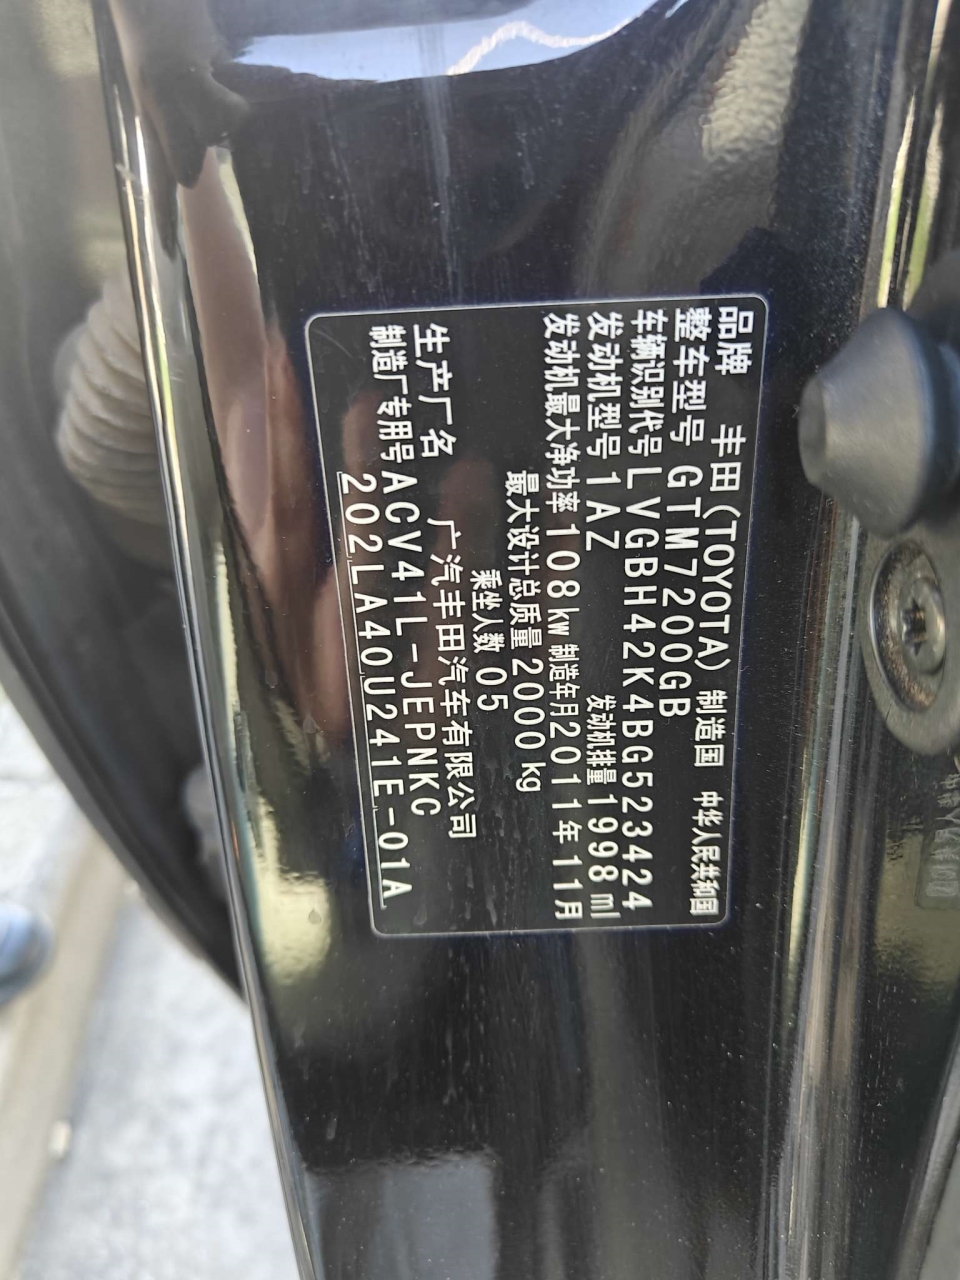 品牌 丰田(TOYOTA) 制造国 中华人民共和国
整车型号 GTM7200GB
车辆识别代号 LVGBH42K4BG523424
发动机型号 1AZ 发动机排量 1998 ml
发动机最大净功率 108kw 制造年月 2011年11月
最大设计总质量 2000 kg
乘坐人数 05
生产厂名 广汽丰田汽车有限公司
制造厂专用号 ACV41L-JEPNKC
202LA40U241E-01A